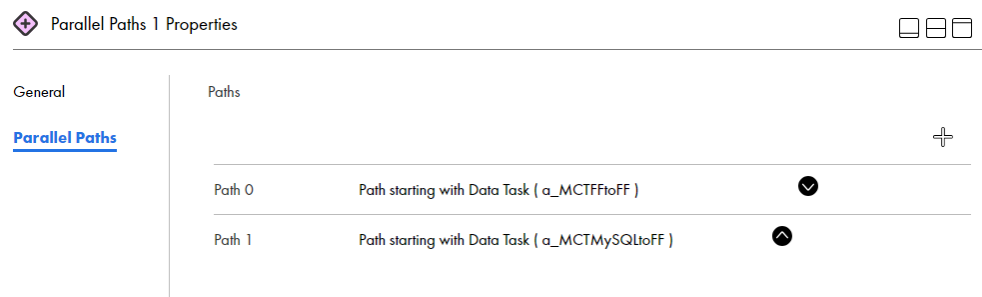 Parallel Paths 1 Properties
General
Paths
Parallel Paths
Path 0 Path starting with Data Task ( a_MCTFFtoFF )
Path 1 Path starting with Data Task ( a_MCTMySQLtoFF )